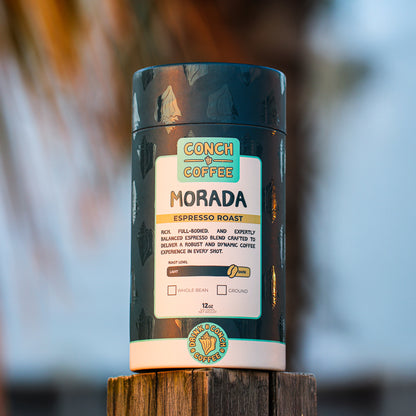 CONCH
COFFEE
MORADA
ESPRESSO ROAST
RICH, FULL-BODIED, AND EXPERTLY
BALANCED ESPRESSO BLEND CRAFTED TO
DELIVER A ROBUST AND DYNAMIC COFFEE
EXPERIENCE IN EVERY SHOT.
ROAST LEVEL
LIGHT DARK
WHOLE BEAN GROUND
12oz
DRINK A CONCH
COFFEE